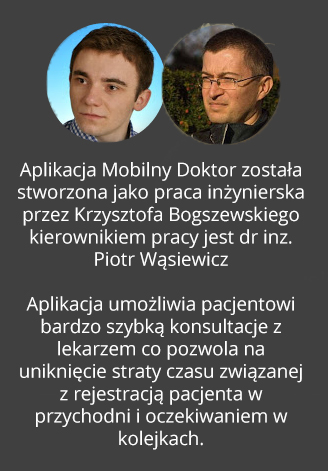 Aplikacja Mobilny Doktor została
stworzona jako praca inżynierska
przez Krzysztofa Bogszewskiego
kierownikiem pracy jest dr inz.
Piotr Wąsiewicz
Aplikacja umożliwia pacjentowi
bardzo szybką konsultacje z
lekarzem co pozwola na
uniknięcie straty czasu związanej
z rejestracją pacjenta w
przychodni i oczekiwaniem w
kolejkach.